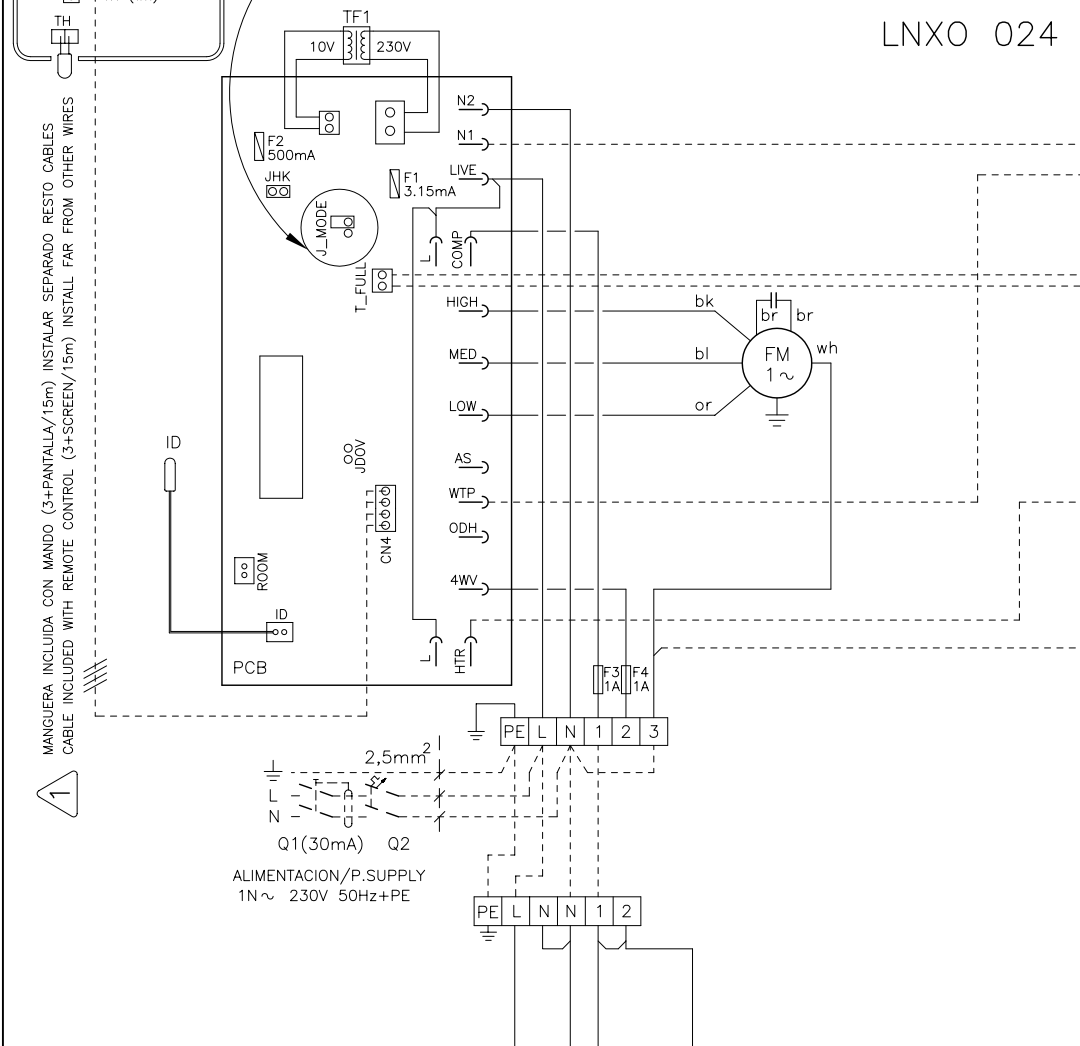 LNXO 024
TH
TF1
10V 230V
N2
N1
LIVE
F2
500mA
JHK
F1
3.15mA
J_MODE
L
COMP
T_FULL
HIGH
MED
LOW
AS
WTP
ODH
4WV
bk
bl
or
br br
wh
FM
1~
ID
JDOV
CN4
ROOM
ID
PCB
L
HTR
F3
1A
F4
1A
MANGUERA INCLUIDA CON MANDO (3+PANTALLA/15m) INSTALAR SEPARADO RESTO CABLES
CABLE INCLUDED WITH REMOTE CONTROL (3+SCREEN/15m) INSTALL FAR FROM OTHER WIRES
1
PE L N 1 2 3
2,5mm²
L
N
Q1(30mA) Q2
ALIMENTACION/P.SUPPLY
1N~ 230V 50Hz+PE
PE L N N 1 2